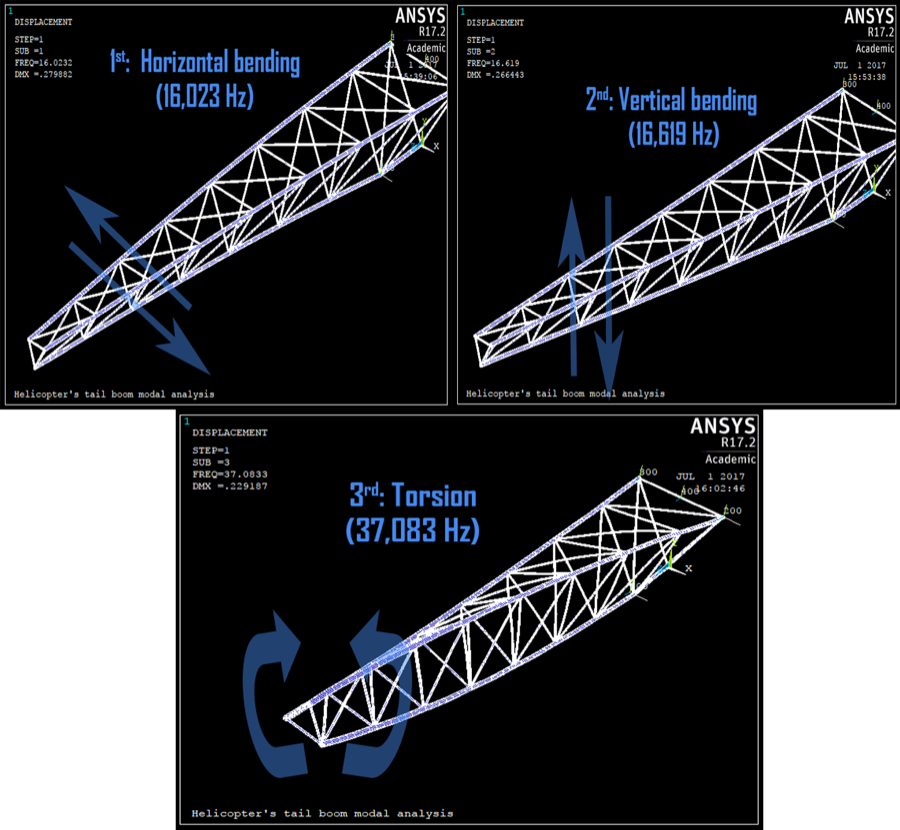 1
DISPLACEMENT
STEP=1
SUB =1
FREQ=16.0232
DMX =.279882
1st: Horizontal bending
(16,023 Hz)
ANSYS
R17.2
Academic
JUL 1 2017
15:39:06
X
Helicopter's tail boom modal analysis
1
DISPLACEMENT
STEP=1
SUB =2
FREQ=16.619
DMX =.266443
2nd: Vertical bending
(16,619 Hz)
ANSYS
R17.2
Academic
JUL 1 2017
15:53:38
X
Helicopter's tail boom modal analysis
1
DISPLACEMENT
STEP=1
SUB =3
FREQ=37.0833
DMX =.229187
3rd: Torsion
(37,083 Hz)
ANSYS
R17.2
Academic
JUL 1 2017
16:02:46
200
X
Helicopter's tail boom modal analysis